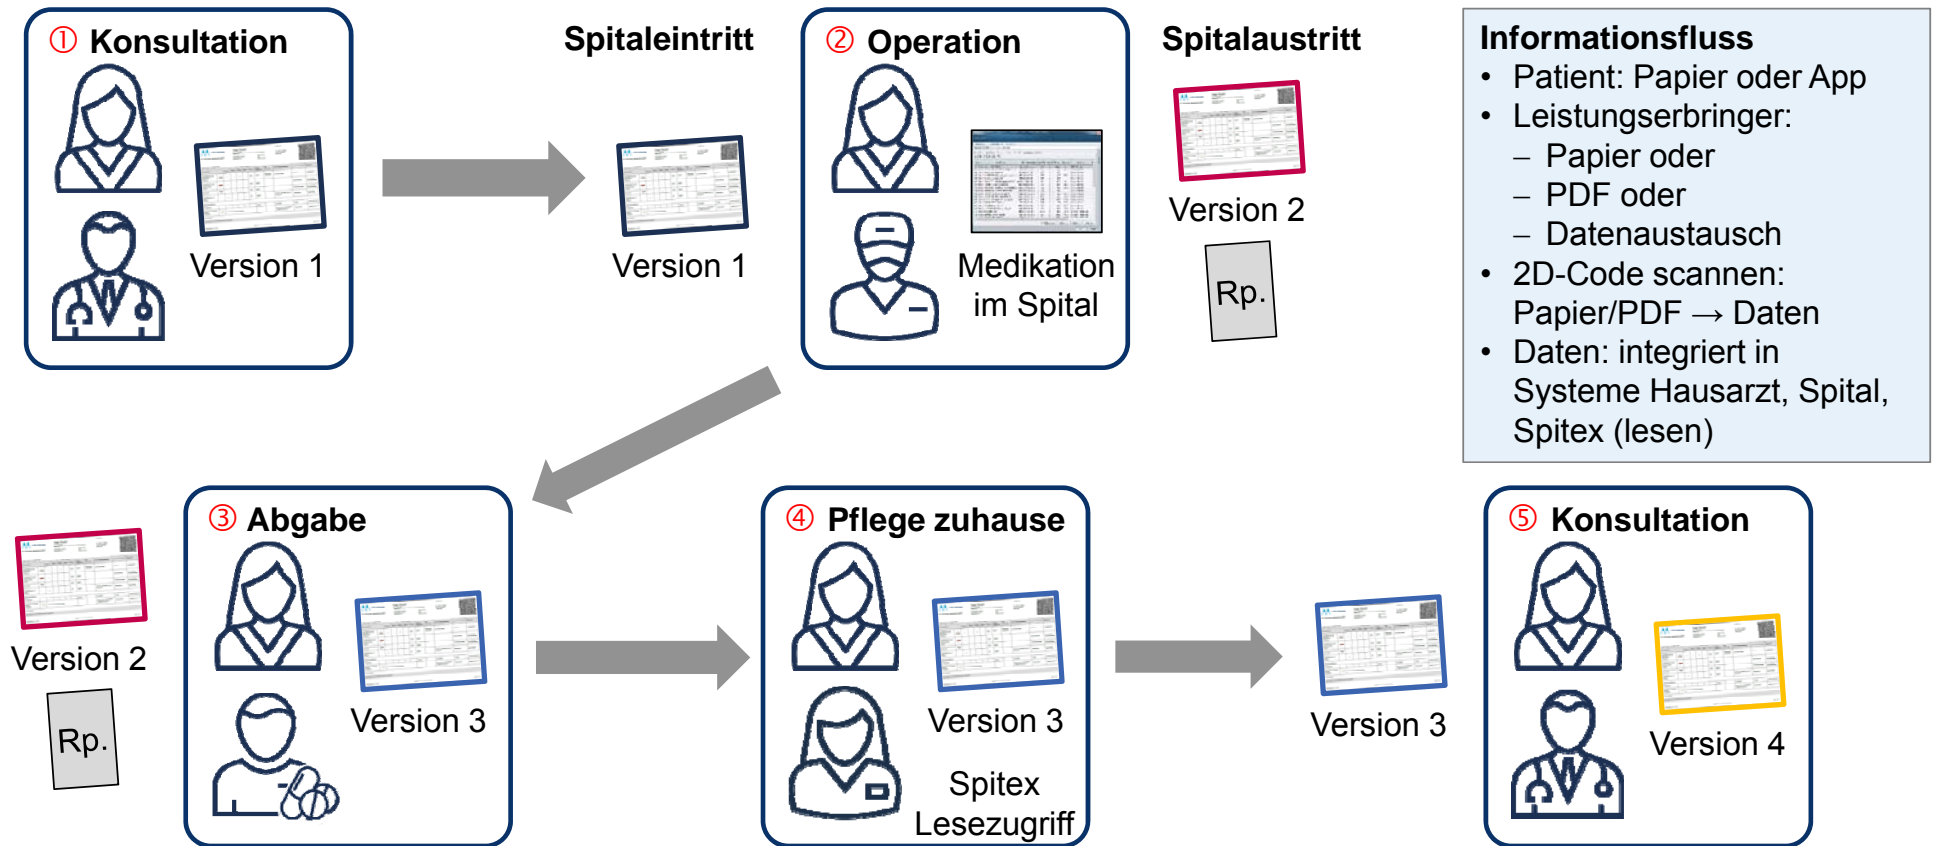 ① Konsultation
Version 1
Spitaleintritt
Version 1
② Operation
Medikation
im Spital
Spitalaustritt
Version 2
Rp.
Informationsfluss
• Patient: Papier oder App
• Leistungserbringer:
– Papier oder
– PDF oder
– Datenaustausch
• 2D-Code scannen:
Papier/PDF → Daten
• Daten: integriert in
Systeme Hausarzt, Spital,
Spitex (lesen)
Version 2
Rp.
③ Abgabe
Version 3
④ Pflege zuhause
Version 3
Spitex
Lesezugriff
Version 3
⑤ Konsultation
Version 4